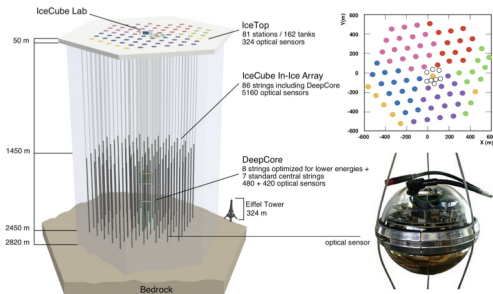 IceCube Lab
IceTop
81 stations / 162 tanks
324 optical sensors
50 m
IceCube In-Ice Array
86 strings including DeepCore
5160 optical sensors
1450 m
DeepCore
8 strings optimized for lower energies +
7 standard central strings
480 + 420 optical sensors
Eiffel Tower
324 m
2450 m
2820 m
optical sensor
Bedrock
Y(m)
600
400
200
0
-200
-400
-600
-600 -400 -200 0 200 400 600
X (m)